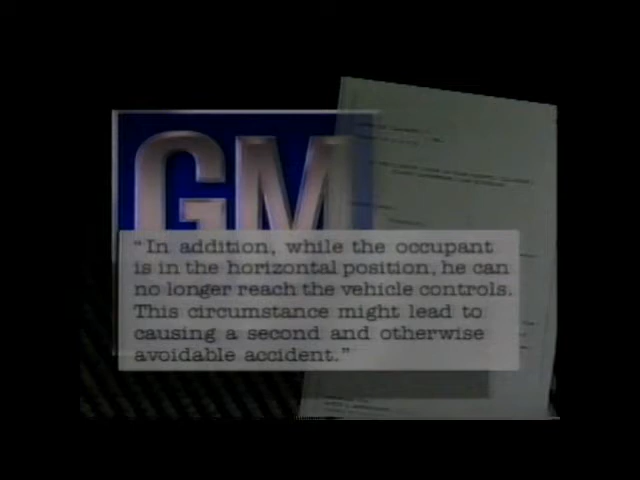 GM
“In addition, while the occupant
is in the horizontal position, he can
no longer reach the vehicle controls.
This circumstance might lead to
causing a second and otherwise
avoidable accident.”